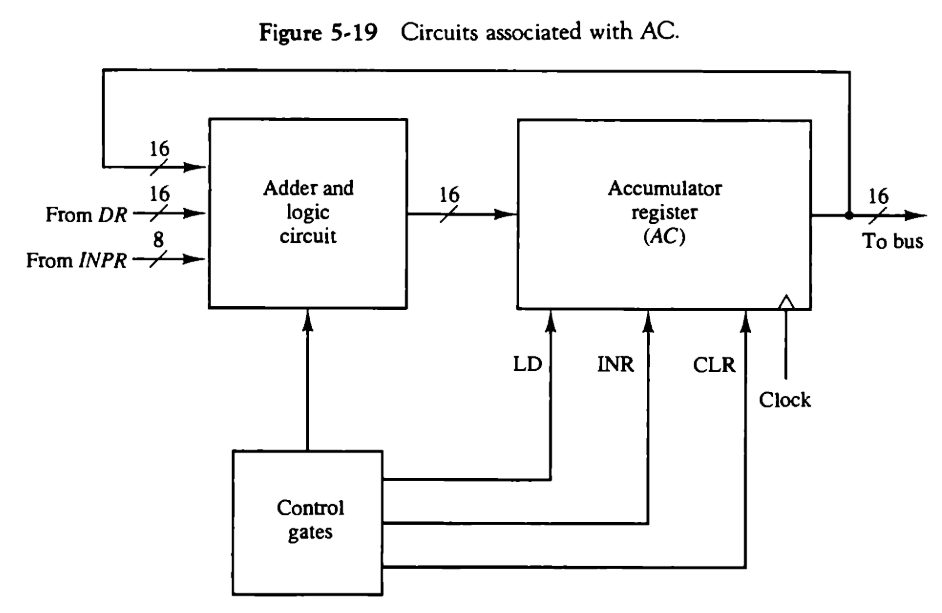 Figure 5-19 Circuits associated with AC.
16
From DR
16
From INPR
8
Adder and
logic
circuit
16
Accumulator
register
(AC)
16
To bus
LD
INR
CLR
Clock
Control
gates